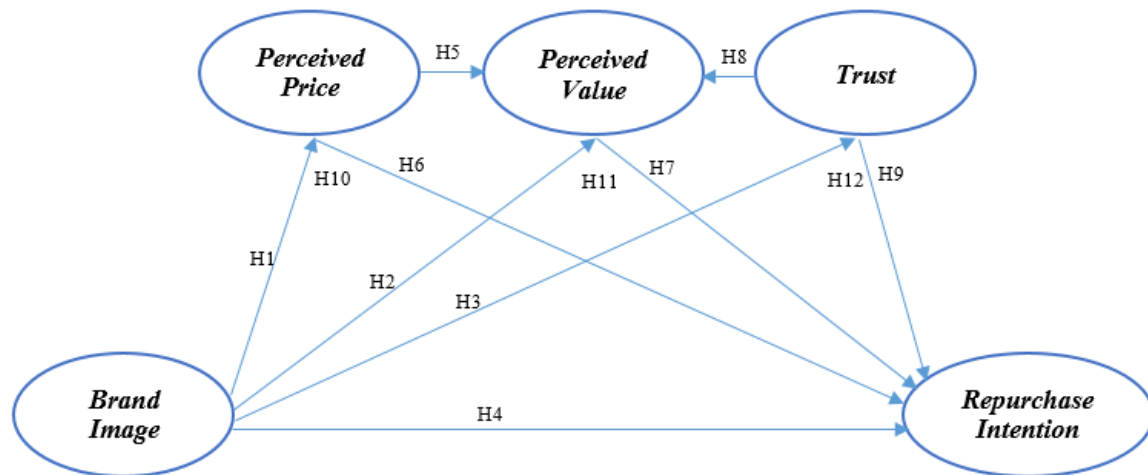 Perceived
Price
H5
Perceived
Value
H8
Trust
H10
H6
H11
H7
H12
H9
H1
H2
H3
Brand
Image
H4
Repurchase
Intention